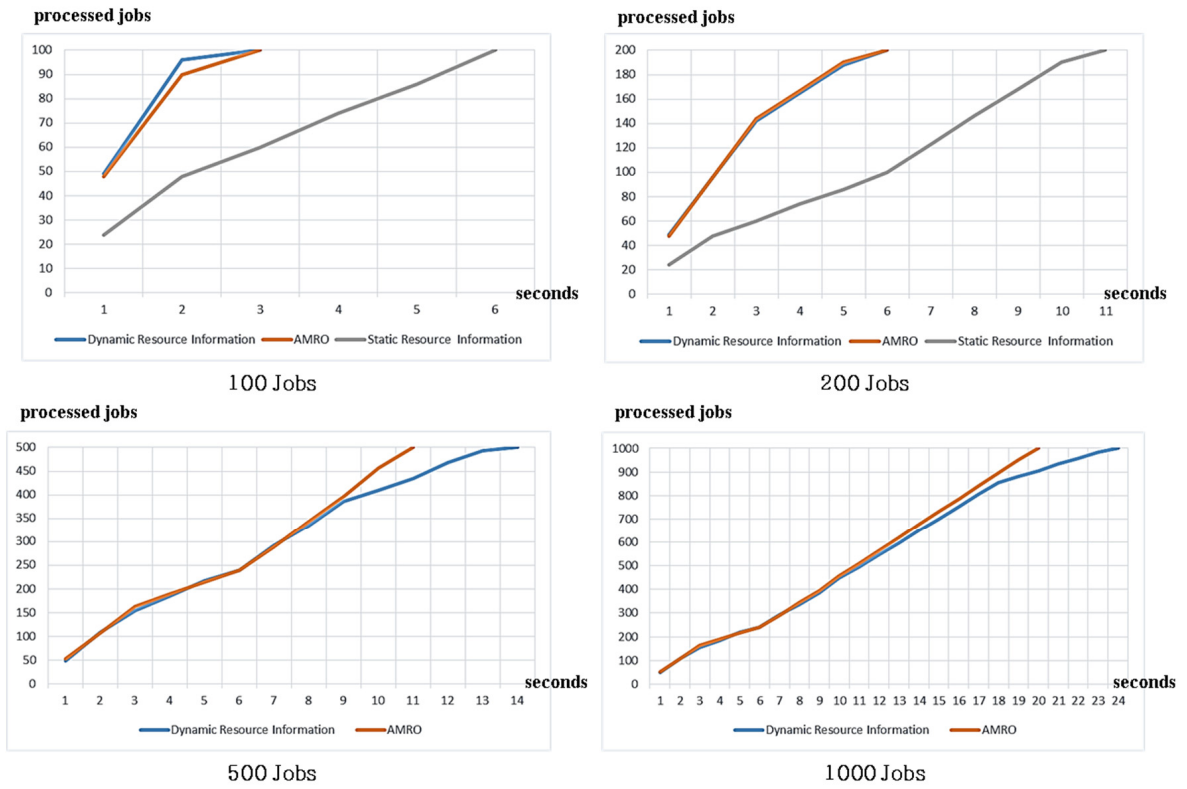 processed jobs
100
90
80
70
60
50
40
30
20
10
0
1 2 3 4 5 6
seconds
Dynamic Resource Information AMRO Static Resource Information
100 Jobs
processed jobs
200
180
160
140
120
100
80
60
40
20
0
1 2 3 4 5 6 7 8 9 10 11
seconds
Dynamic Resource Information AMRO Static Resource Information
200 Jobs
processed jobs
500
450
400
350
300
250
200
150
100
50
0
1 2 3 4 5 6 7 8 9 10 11 12 13 14
seconds
Dynamic Resource Information AMRO
500 Jobs
processed jobs
1000
900
800
700
600
500
400
300
200
100
0
1 2 3 4 5 6 7 8 9 10 11 12 13 14 15 16 17 18 19 20 21 22 23 24
seconds
Dynamic Resource Information AMRO
1000 Jobs